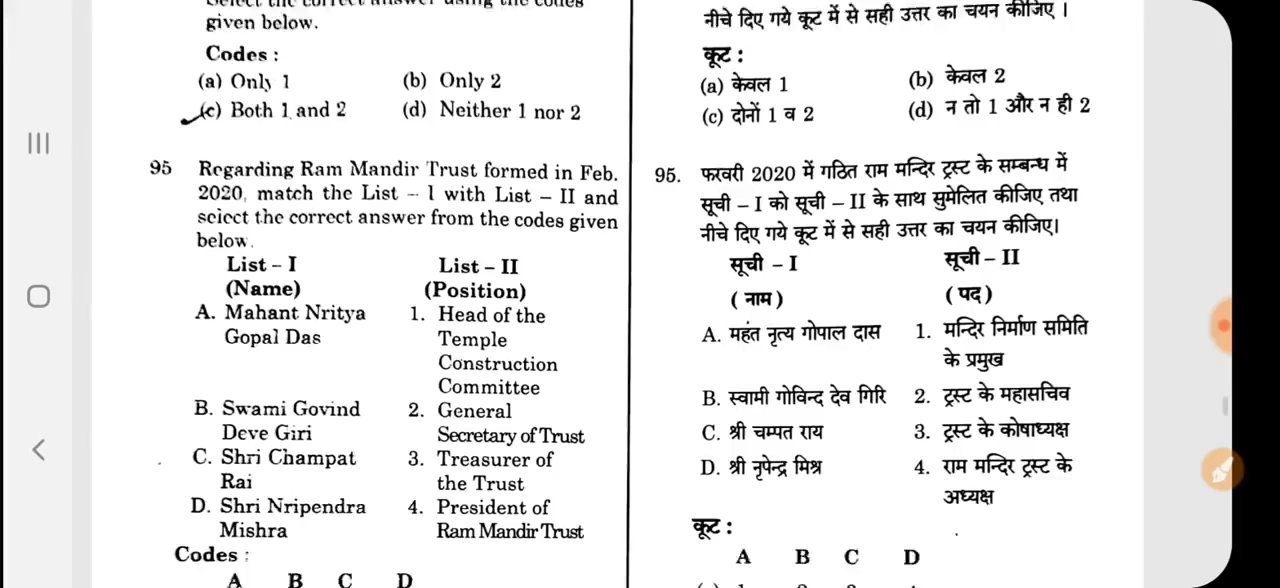 Select the correct answer using the codes
given below.
Codes :
(a) Only 1 (b) Only 2
(c) Both 1 and 2 (d) Neither 1 nor 2
95 Regarding Ram Mandir Trust formed in Feb.
2020, match the List – I with List – II and
select the correct answer from the codes given
below.
List – I List – II
(Name) (Position)
A. Mahant Nritya 1. Head of the
Gopal Das Temple
Construction
Committee
B. Swami Govind 2. General
Deve Giri Secretary of Trust
C. Shri Champat 3. Treasurer of
Rai the Trust
D. Shri Nripendra 4. President of
Mishra Ram Mandir Trust
Codes :
A B C D
नीचे दिए गये कूट में से सही उत्तर का चयन कीजिए ।
कूट :
(a) केवल 1 (b) केवल 2
(c) दोनों 1 व 2 (d) न तो 1 और न ही 2
95. फरवरी 2020 में गठित राम मन्दिर ट्रस्ट के सम्बन्ध में
सूची – I को सूची – II के साथ सुमेलित कीजिए तथा
नीचे दिए गये कूट में से सही उत्तर का चयन कीजिए।
सूची – I सूची – II
( नाम ) ( पद )
A. महंत नृत्य गोपाल दास 1. मन्दिर निर्माण समिति
के प्रमुख
B. स्वामी गोविन्द देव गिरि 2. ट्रस्ट के महासचिव
C. श्री चम्पत राय 3. ट्रस्ट के कोषाध्यक्ष
D. श्री नृपेन्द्र मिश्र 4. राम मन्दिर ट्रस्ट के
अध्यक्ष
कूट :
A B C D